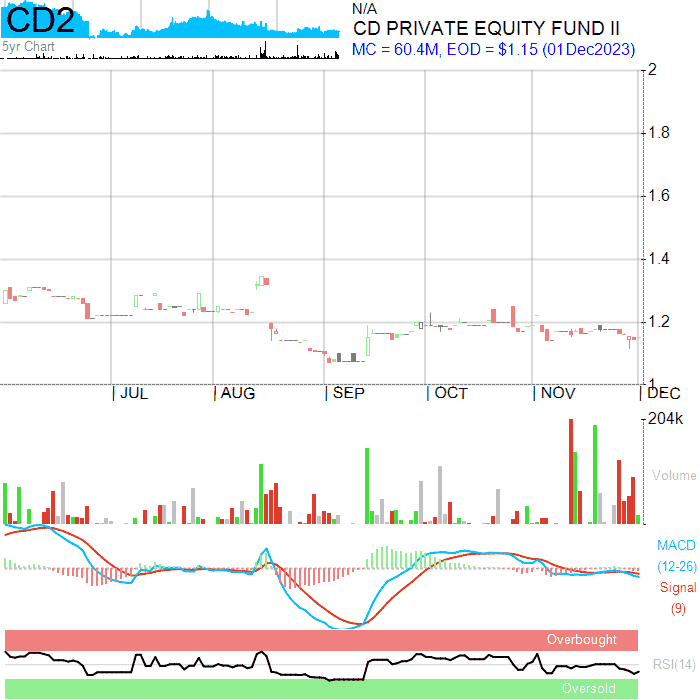 CD2
N/A
CD PRIVATE EQUITY FUND II
5yr Chart
MC = 60.4M, EOD = $1.15 (01Dec2023)
2
1.8
1.6
1.4
1.2
1
JUL
AUG
SEP
OCT
NOV
DEC
204k
Volume
MACD
(12-26)
Signal
(9)
Overbought
RSI(14)
Oversold